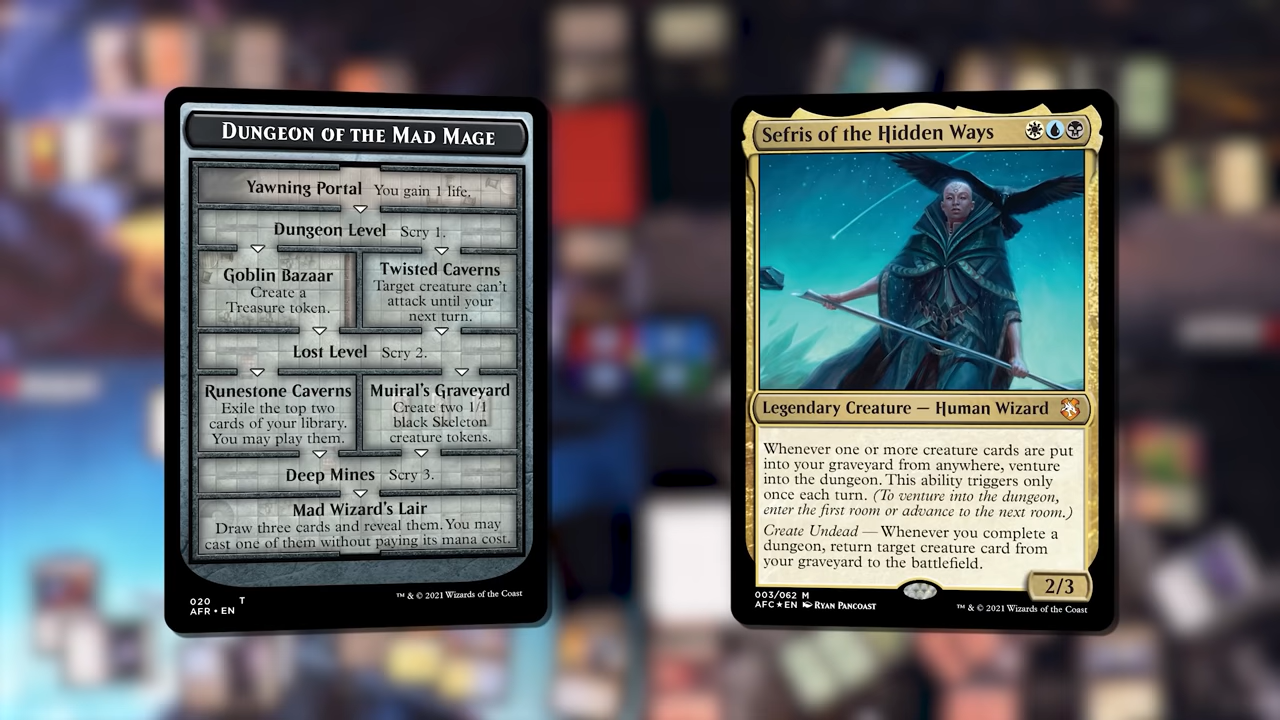 DUNGEON OF THE MAD MAGE
YAWNING PORTAL You gain 1 life.
DUNGEON LEVEL Scry 1.
GOBLIN BAZAAR
Create a
Treasure token.
TWISTED CAVERNS
Target creature can't
attack until your
next turn.
LOST LEVEL Scry 2.
RUNESTONE CAVERNS
Exile the top two
cards of your library.
You may play them.
MUIRAL'S GRAVEYARD
Create two 1/1
black Skeleton
creature tokens.
DEEP MINES Scry 3.
MAD WIZARD'S LAIR
Draw three cards and reveal them. You may
cast one of them without paying its mana cost.
020 T
AFR • EN
™ & © 2021 Wizards of the Coast
Sefris of the Hidden Ways
Legendary Creature — Human Wizard
Whenever one or more creature cards are put
into your graveyard from anywhere, venture
into the dungeon. This ability triggers only
once each turn. (To venture into the dungeon,
enter the first room or advance to the next room.)
Create Undead — Whenever you complete a
dungeon, return target creature card from
your graveyard to the battlefield.
2/3
003/062 M
AFC★EN RYAN PANCOAST
™ & © 2021 Wizards of the Coast